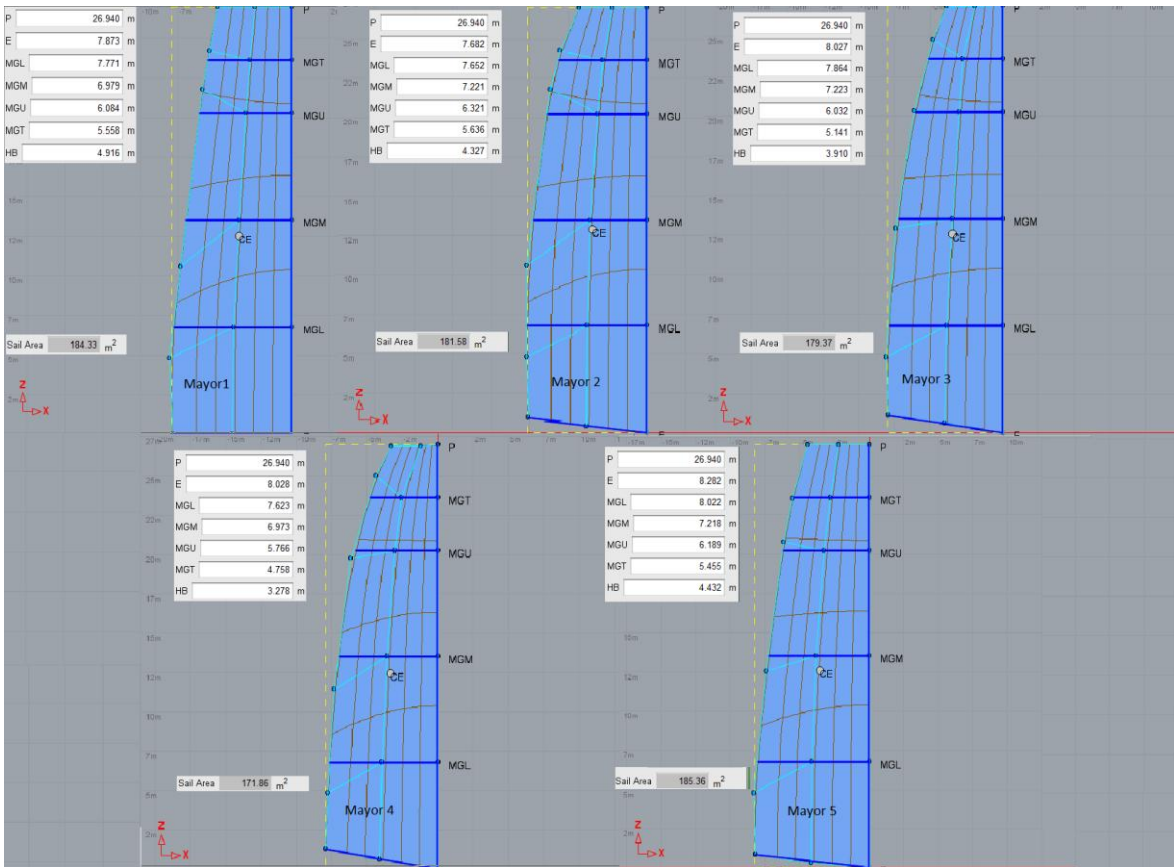 P 26.940 m
E 7.873 m
MGL 7.771 m
MGM 6.979 m
MGU 6.084 m
MGT 5.558 m
HB 4.916 m
P
MGT
MGU
MGM
CE
MGL
Sail Area 184.33 m²
Mayor1
Z
X
P 26.940 m
E 7.682 m
MGL 7.652 m
MGM 7.221 m
MGU 6.321 m
MGT 5.636 m
HB 4.327 m
P
MGT
MGU
MGM
CE
MGL
Sail Area 181.58 m²
Mayor 2
Z
X
P 26.940 m
E 8.027 m
MGL 7.864 m
MGM 7.223 m
MGU 6.032 m
MGT 5.141 m
HB 3.910 m
P
MGT
MGU
MGM
CE
MGL
Sail Area 179.37 m²
Mayor 3
Z
X
P 26.940 m
E 8.028 m
MGL 7.623 m
MGM 6.973 m
MGU 5.766 m
MGT 4.758 m
HB 3.278 m
P
MGT
MGU
MGM
CE
MGL
Sail Area 171.86 m²
Mayor 4
Z
X
P 26.940 m
E 8.282 m
MGL 8.022 m
MGM 7.218 m
MGU 6.189 m
MGT 5.455 m
HB 4.432 m
P
MGT
MGU
MGM
CE
MGL
Sail Area 185.36 m²
Mayor 5
Z
X